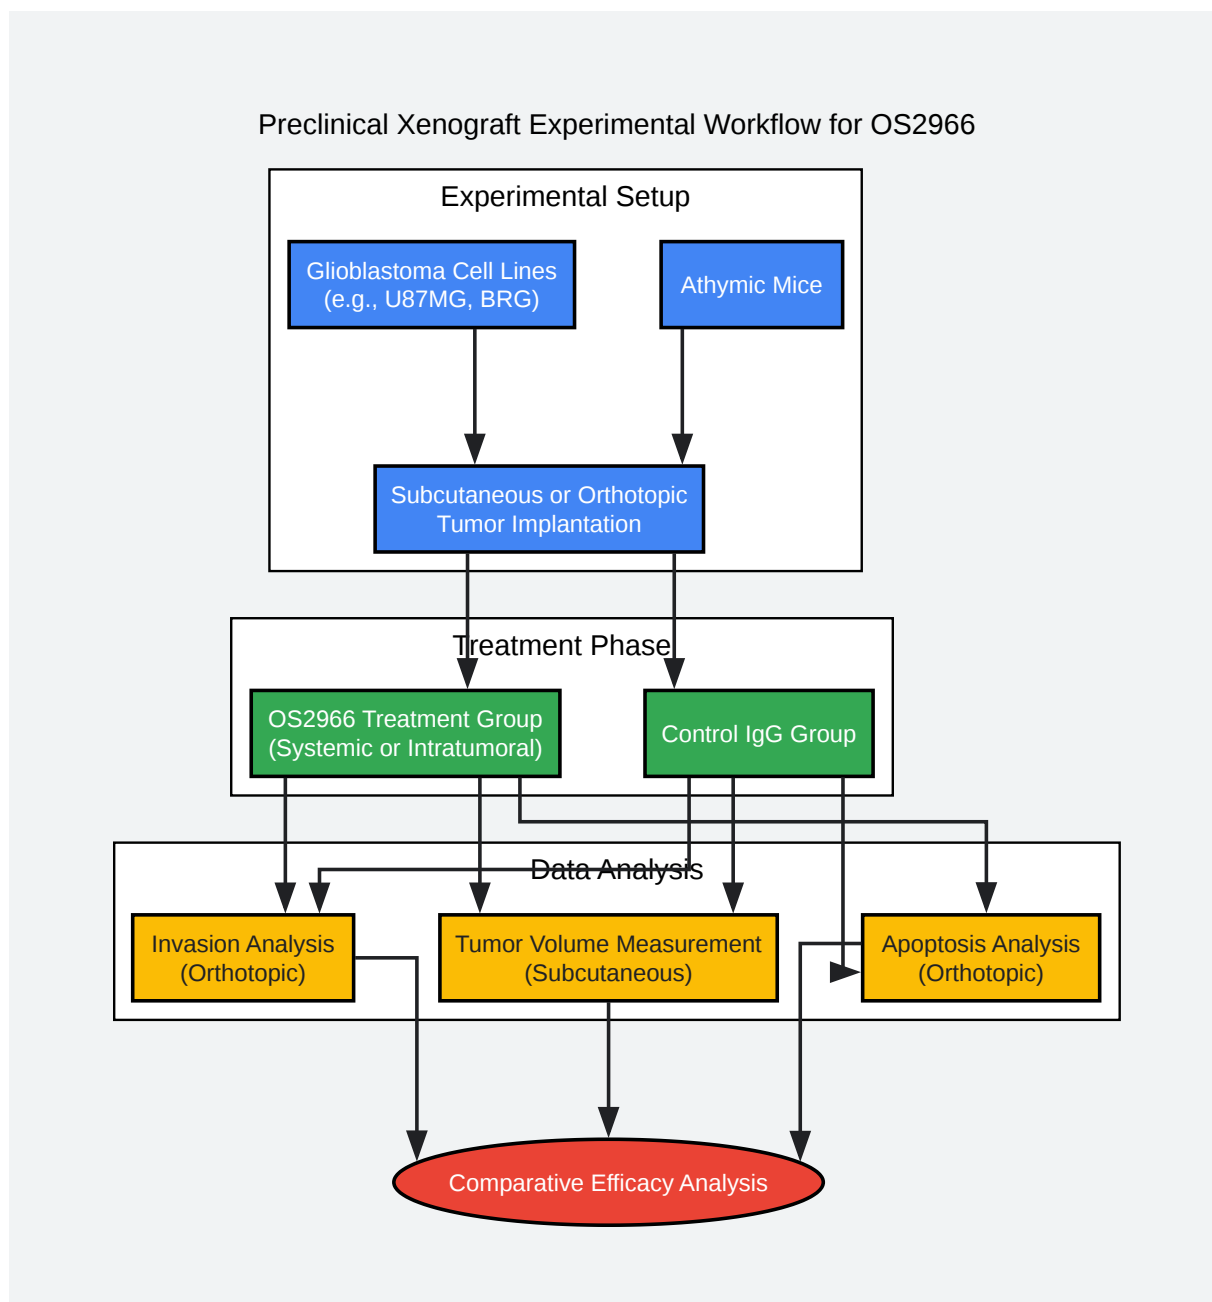 Preclinical Xenograft Experimental Workflow for OS2966
Experimental Setup
Glioblastoma Cell Lines
(e.g., U87MG, BRG)
Athymic Mice
Subcutaneous or Orthotopic
Tumor Implantation
Treatment Phase
OS2966 Treatment Group
(Systemic or Intratumoral)
Control IgG Group
Data Analysis
Invasion Analysis
(Orthotopic)
Tumor Volume Measurement
(Subcutaneous)
Apoptosis Analysis
(Orthotopic)
Comparative Efficacy Analysis